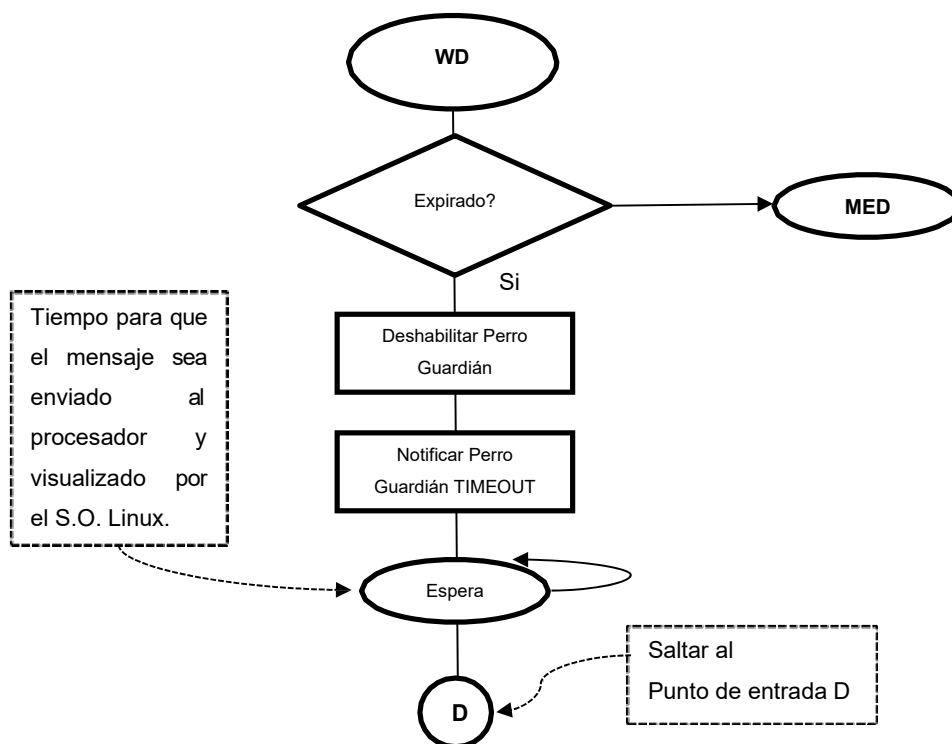 WD
Expirado?
MED
Si
Tiempo para que
el mensaje sea
enviado al
procesador y
visualizado por
el S.O. Linux.
Deshabilitar Perro
Guardián
Notificar Perro
Guardián TIMEOUT
Espera
Saltar al
Punto de entrada D
D